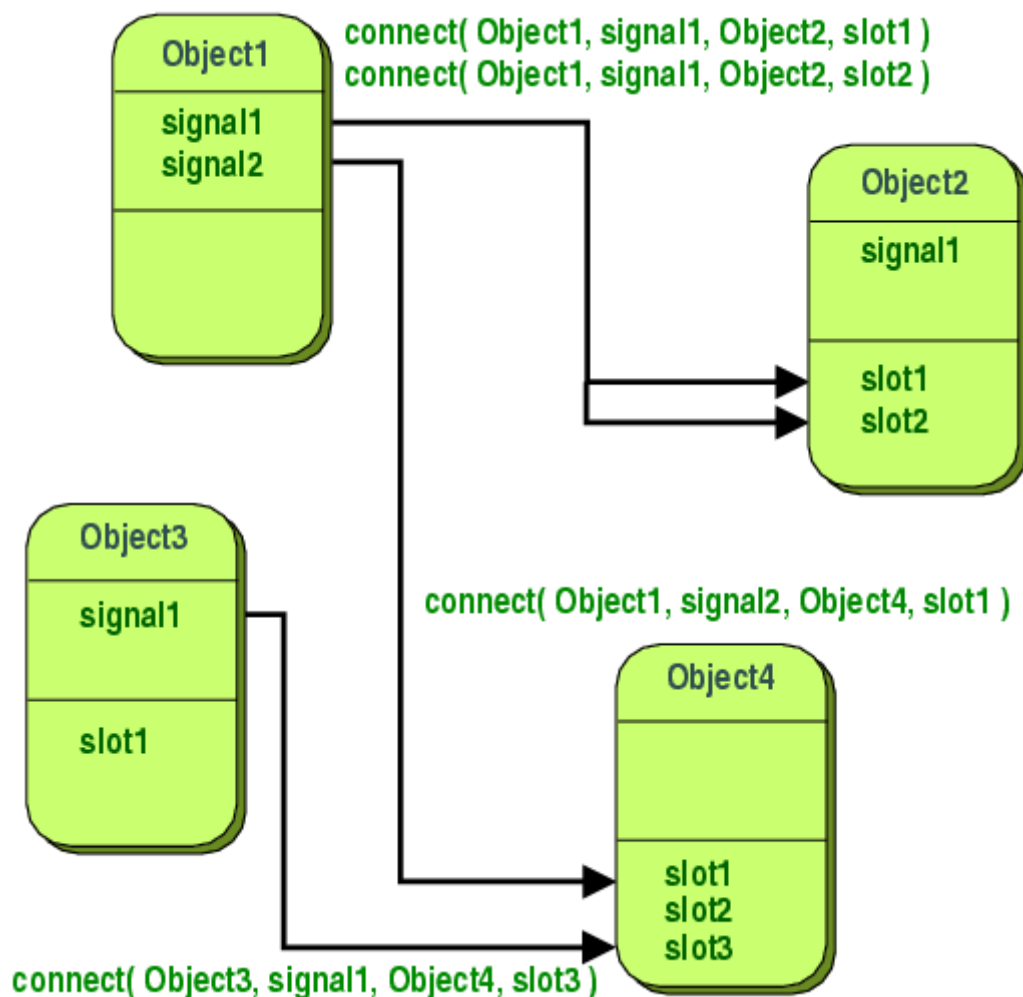 Object1
signal1
signal2
connect( Object1, signal1, Object2, slot1 )
connect( Object1, signal1, Object2, slot2 )
Object2
signal1
slot1
slot2
Object3
signal1
slot1
connect( Object1, signal2, Object4, slot1 )
Object4
slot1
slot2
slot3
connect( Object3, signal1, Object4, slot3 )